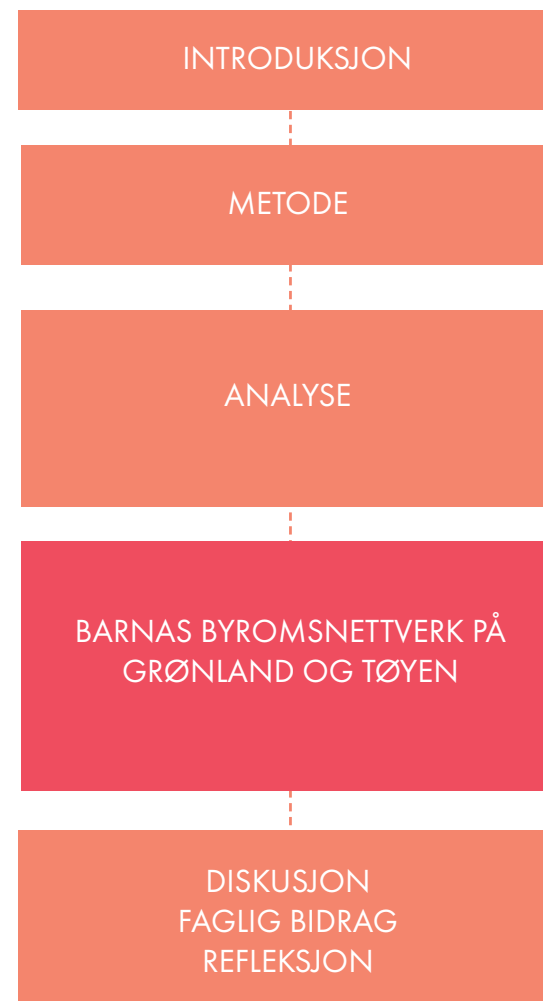 INTRODUKSJON
METODE
ANALYSE
BARNAS BYROMSNETTVERK PÅ
GRØNLAND OG TØYEN
DISKUSJON
FAGLIG BIDRAG
REFLEKSJON